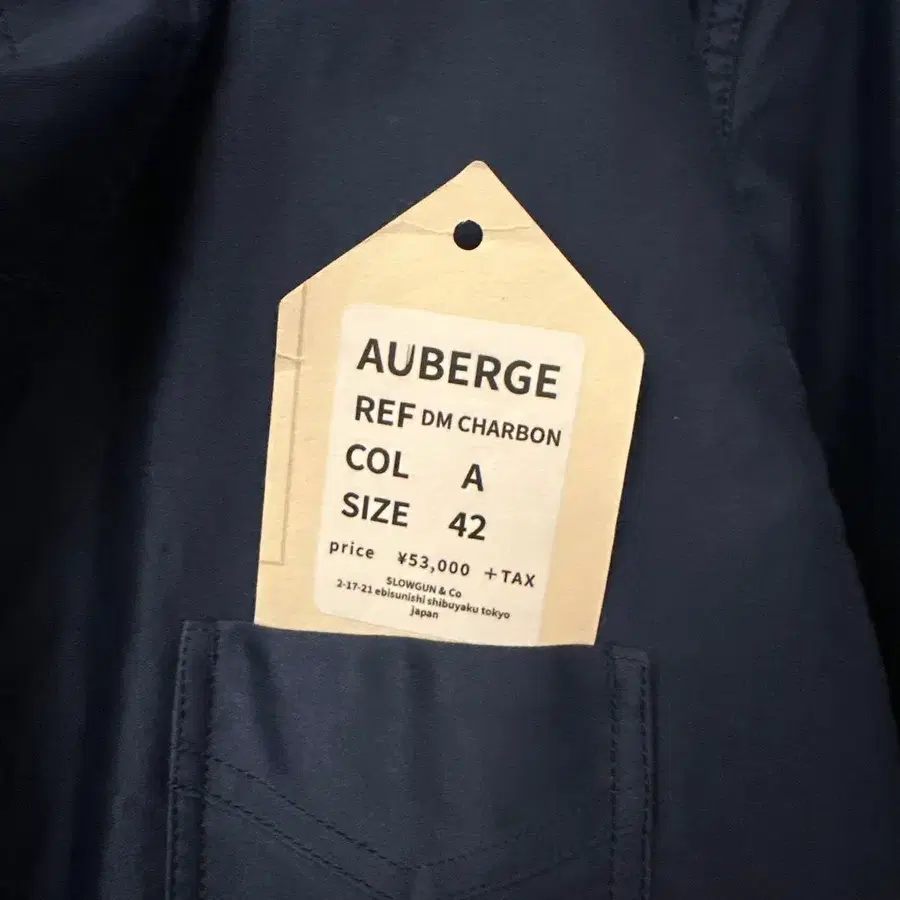 AUBERGE
REF DM CHARBON
COL A
SIZE 42
price ¥53,000 +TAX
SLOWGUN & Co
2-17-21 ebisunishi shibuyaku tokyo
japan